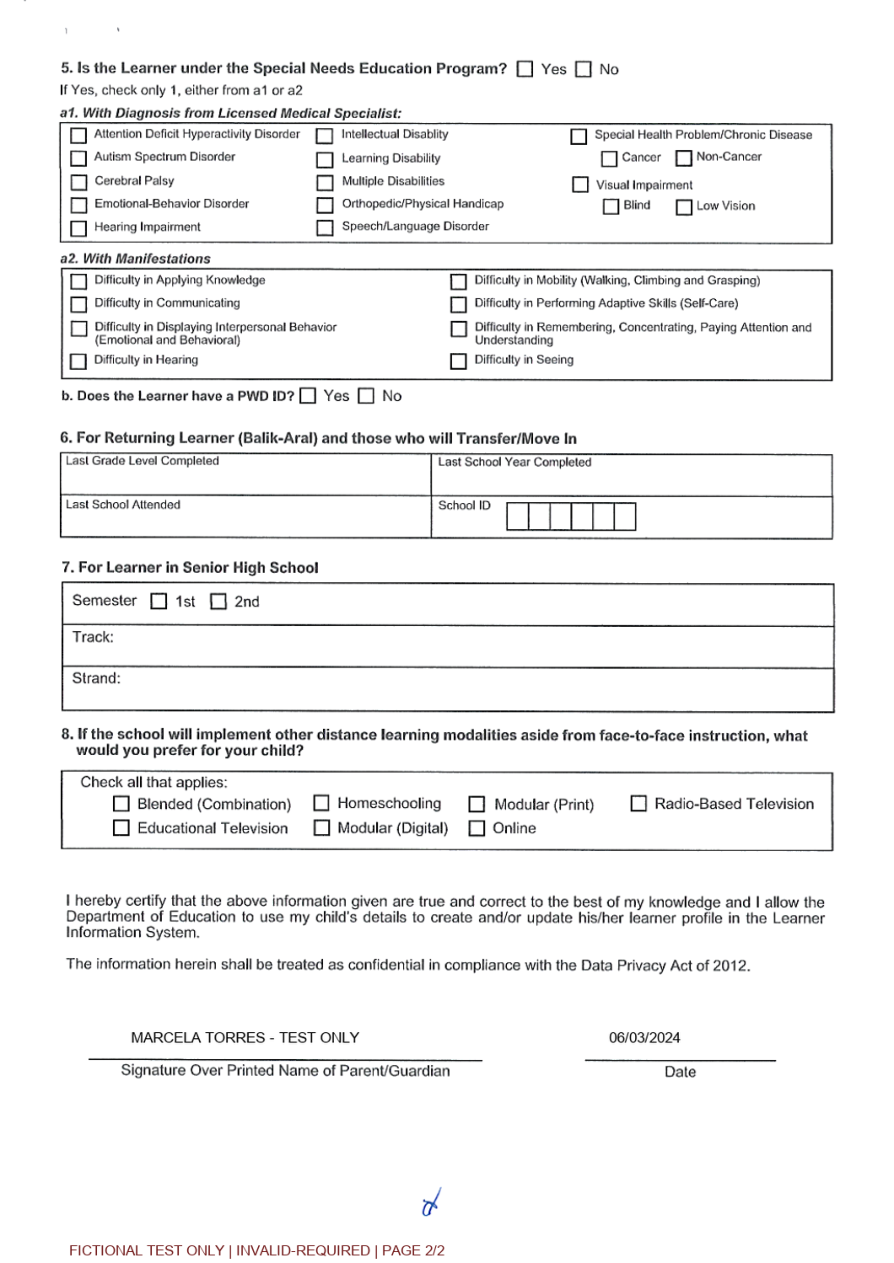 5. Is the Learner under the Special Needs Education Program? Yes No
If Yes, check only 1, either from a1 or a2
a1. With Diagnosis from Licensed Medical Specialist:
Attention Deficit Hyperactivity Disorder Intellectual Disablity Special Health Problem/Chronic Disease
Autism Spectrum Disorder Learning Disability Cancer Non-Cancer
Cerebral Palsy Multiple Disabilities Visual Impairment
Emotional-Behavior Disorder Orthopedic/Physical Handicap Blind Low Vision
Hearing Impairment Speech/Language Disorder
a2. With Manifestations
Difficulty in Applying Knowledge Difficulty in Mobility (Walking, Climbing and Grasping)
Difficulty in Communicating Difficulty in Performing Adaptive Skills (Self-Care)
Difficulty in Displaying Interpersonal Behavior Difficulty in Remembering, Concentrating, Paying Attention and
(Emotional and Behavioral) Understanding
Difficulty in Hearing Difficulty in Seeing
b. Does the Learner have a PWD ID? Yes No
6. For Returning Learner (Balik-Aral) and those who will Transfer/Move In
Last Grade Level Completed Last School Year Completed
Last School Attended School ID
7. For Learner in Senior High School
Semester 1st 2nd
Track:
Strand:
8. If the school will implement other distance learning modalities aside from face-to-face instruction, what
would you prefer for your child?
Check all that applies:
Blended (Combination) Homeschooling Modular (Print) Radio-Based Television
Educational Television Modular (Digital) Online
I hereby certify that the above information given are true and correct to the best of my knowledge and I allow the
Department of Education to use my child's details to create and/or update his/her learner profile in the Learner
Information System.
The information herein shall be treated as confidential in compliance with the Data Privacy Act of 2012.
MARCELA TORRES - TEST ONLY 06/03/2024
Signature Over Printed Name of Parent/Guardian Date
FICTIONAL TEST ONLY | INVALID-REQUIRED | PAGE 2/2